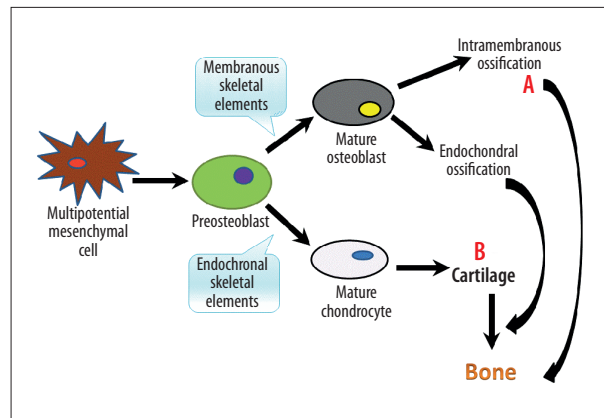 Membranous
skeletal
elements
Intramembranous
ossification
A
Mature
osteoblast
Endochondral
ossification
Multipotential
mesenchymal
cell
Preosteoblast
Endochronal
skeletal
elements
Mature
chondrocyte
B
Cartilage
Bone